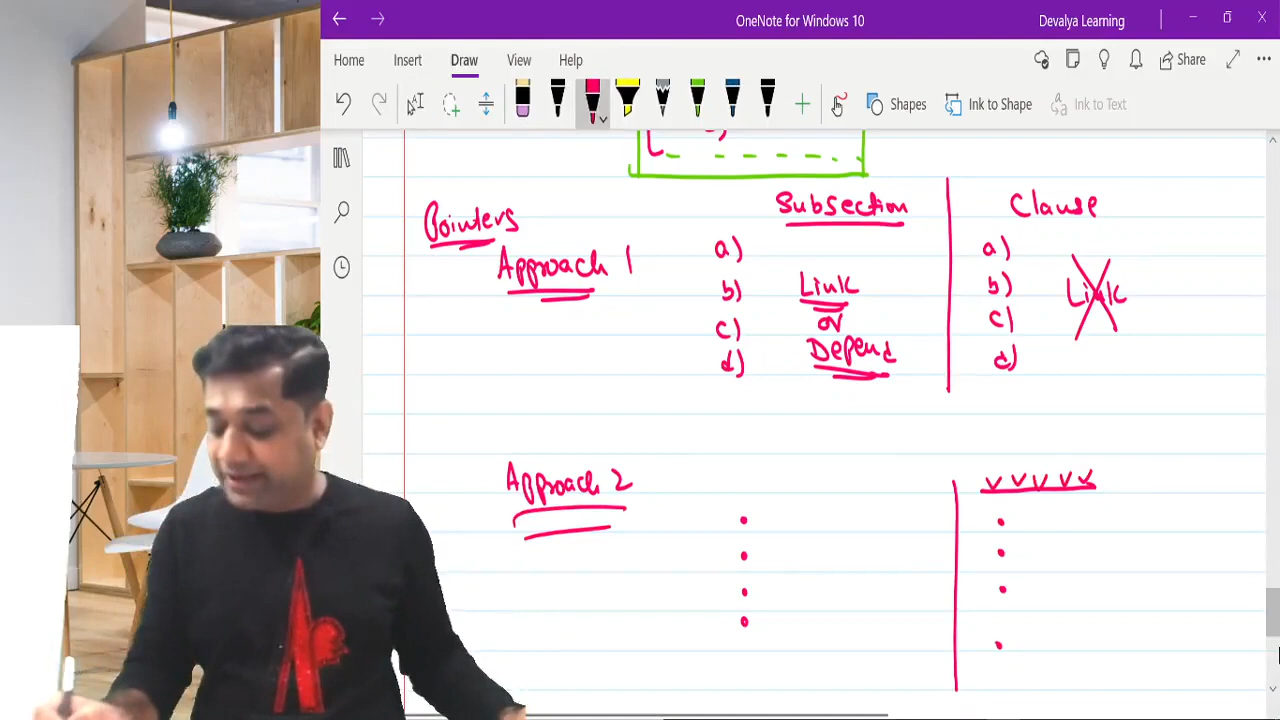 OneNote for Windows 10
Devalya Learning
Home
Insert
Draw
View
Help
Share
Shapes
Ink to Shape
Ink to Text
Pointers
Approach 1
Subsection
a)
b) Link
or
c)
Depend
d)
Clause
a)
b) Link
c)
d)
Approach 2